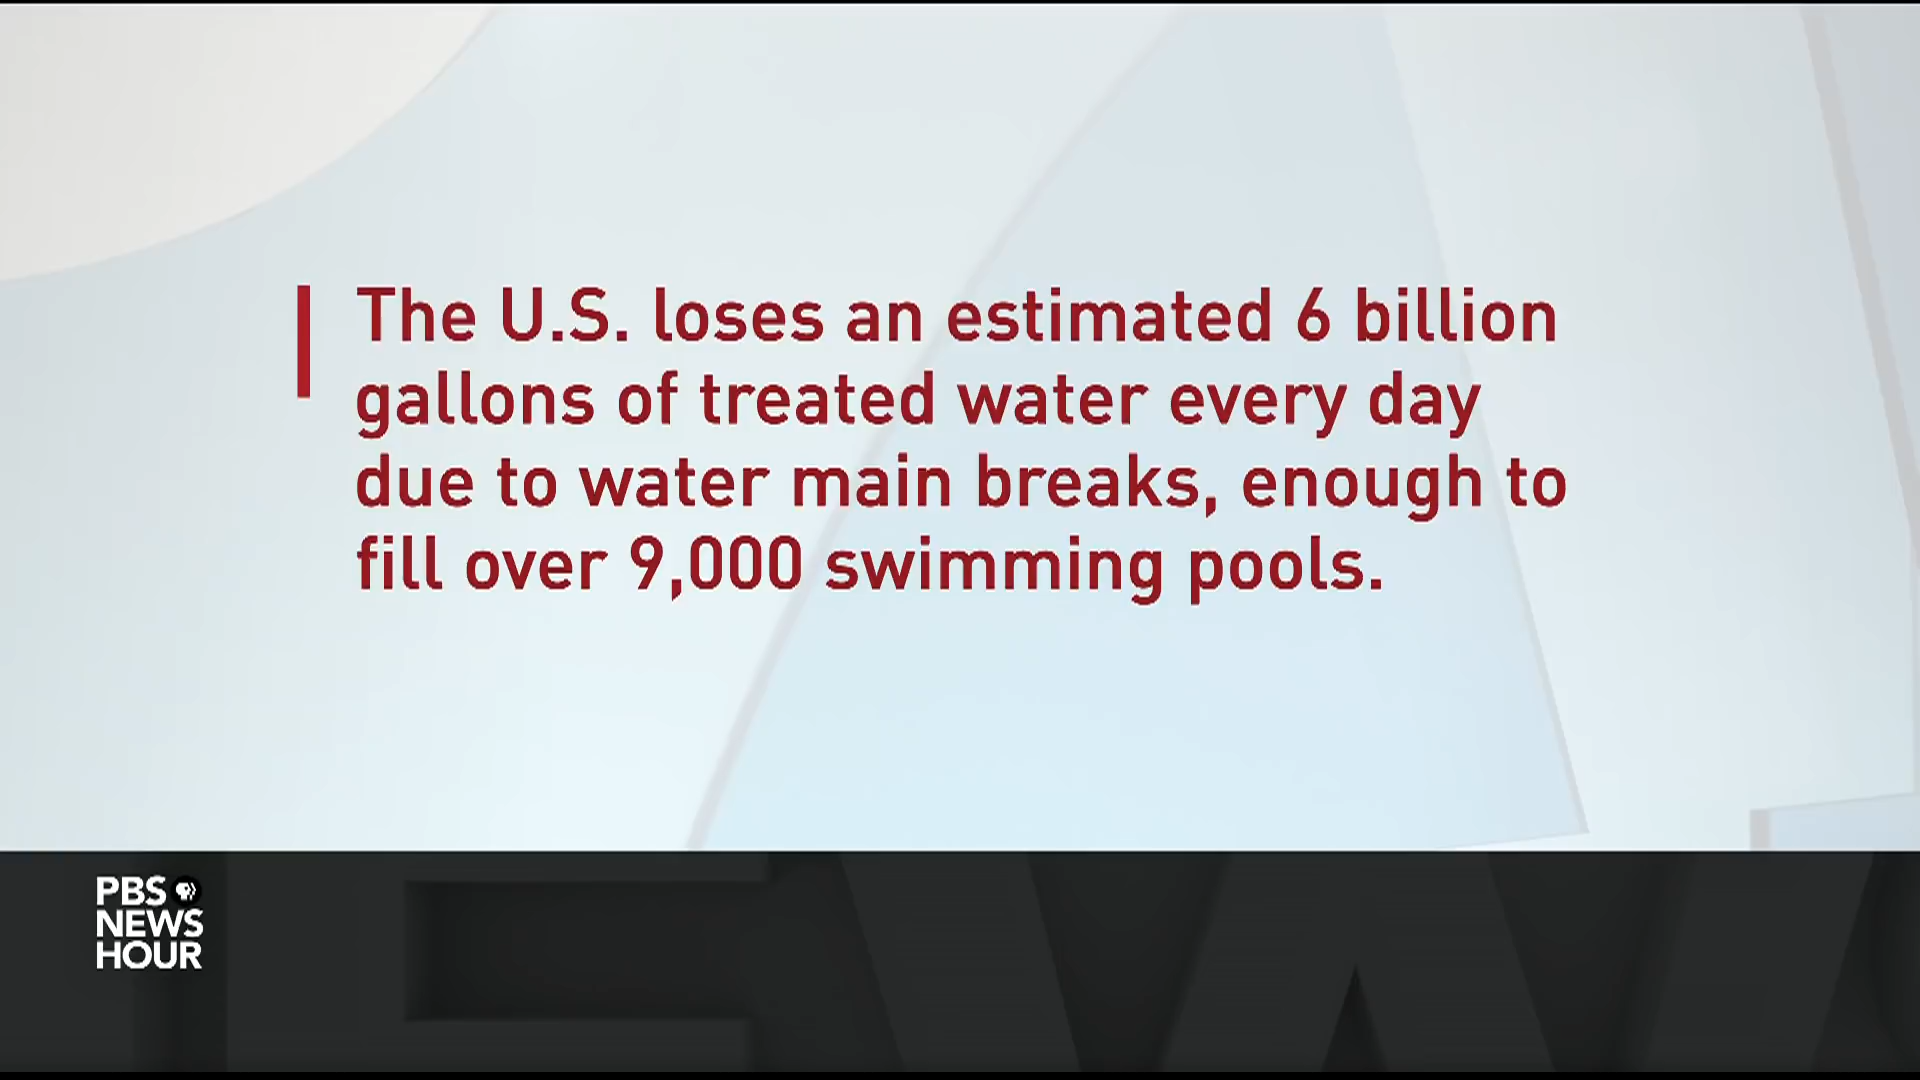 The U.S. loses an estimated 6 billion
gallons of treated water every day
due to water main breaks, enough to
fill over 9,000 swimming pools.
PBS
NEWS
HOUR